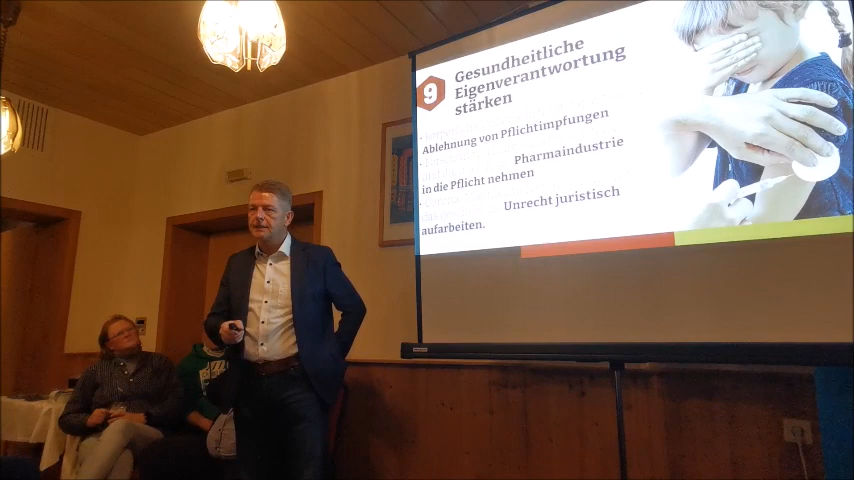 9
Gesundheitliche
Eigenverantwortung
stärken
Ablehnung von Pflichtimpfungen
Pharmaindustrie
in die Pflicht nehmen
Unrecht juristisch
aufarbeiten.